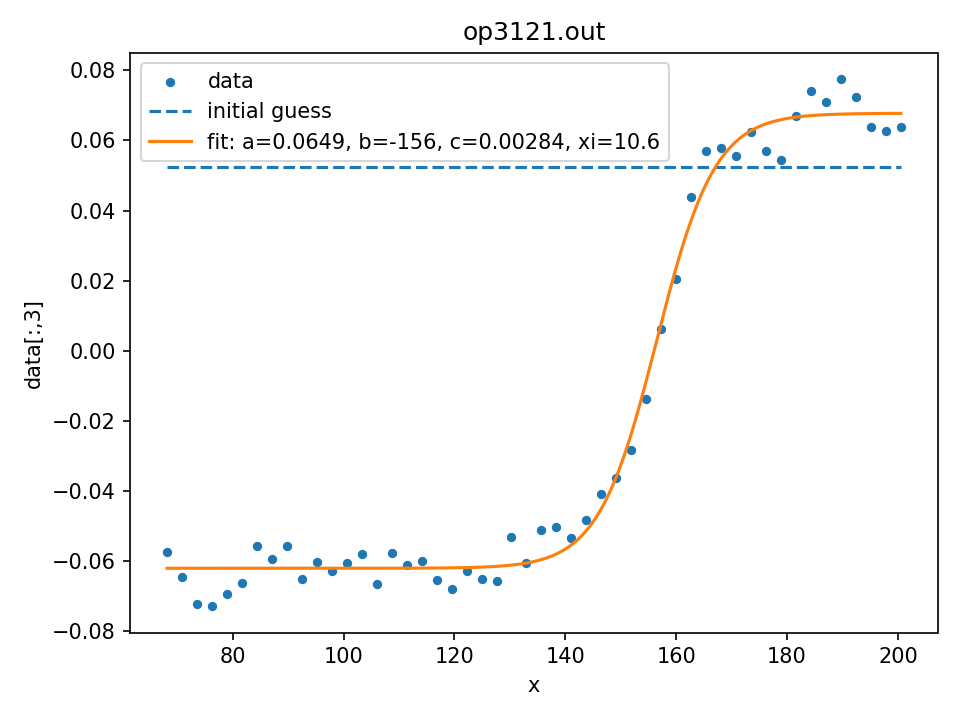 op3121.out
data
initial guess
fit: a=0.0649, b=-156, c=0.00284, xi=10.6
0.08
0.06
0.04
0.02
0.00
−0.02
−0.04
−0.06
−0.08
data[:,3]
80 100 120 140 160 180 200
x